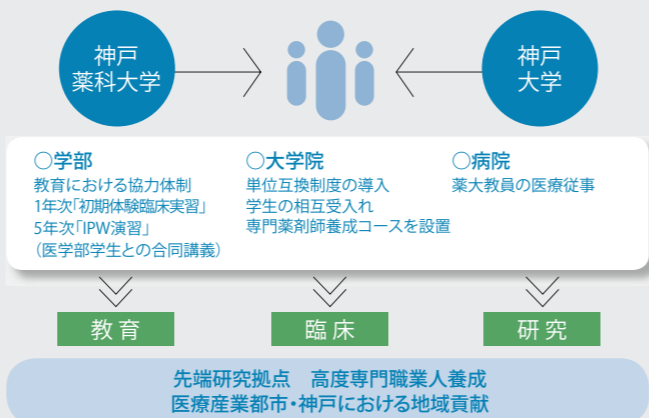 神戸
薬科大学
神戸
大学
○学部
教育における協力体制
1年次「初期体験臨床実習」
5年次「IPW演習」
（医学部学生との合同講義）
○大学院
単位互換制度の導入
学生の相互受入れ
専門薬剤師養成コースを設置
○病院
薬大教員の医療従事
教育
臨床
研究
先端研究拠点　高度専門職業人養成
医療産業都市・神戸における地域貢献